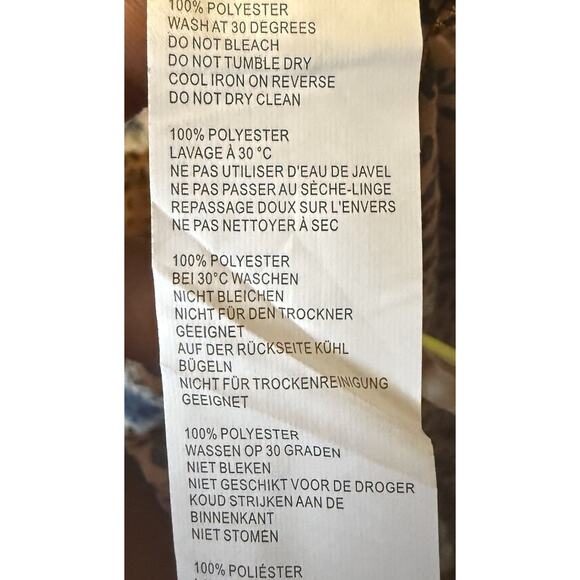 100% POLYESTER
WASH AT 30 DEGREES
DO NOT BLEACH
DO NOT TUMBLE DRY
COOL IRON ON REVERSE
DO NOT DRY CLEAN
100% POLYESTER
LAVAGE À 30 °C
NE PAS UTILISER D'EAU DE JAVEL
NE PAS PASSER AU SÈCHE-LINGE
REPASSAGE DOUX SUR L'ENVERS
NE PAS NETTOYER À SEC
100% POLYESTER
BEI 30°C WASCHEN
NICHT BLEICHEN
NICHT FÜR DEN TROCKNER
GEEIGNET
AUF DER RÜCKSEITE KÜHL
BÜGELN
NICHT FÜR TROCKENREINIGUNG
GEEIGNET
100% POLYESTER
WASSEN OP 30 GRADEN
NIET BLEKEN
NIET GESCHIKT VOOR DE DROGER
KOUD STRIJKEN AAN DE
BINNENKANT
NIET STOMEN
100% POLIÉSTER